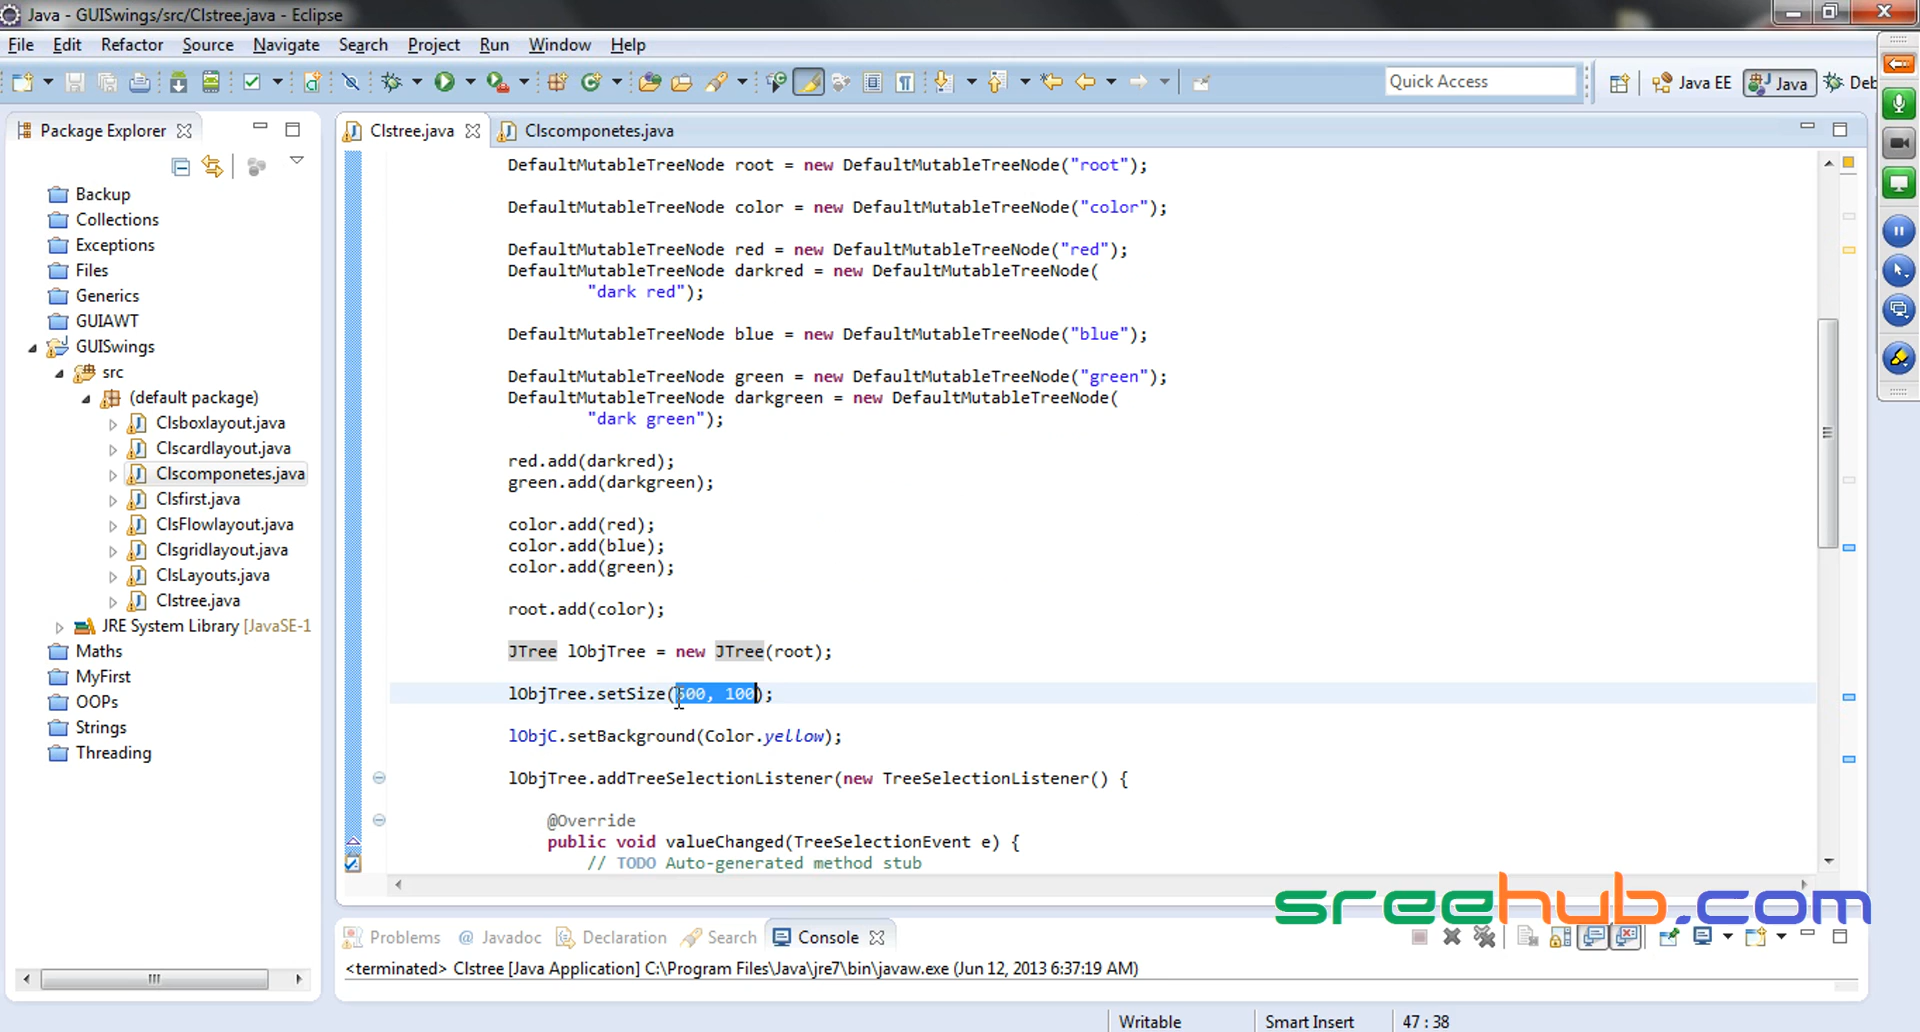 Java - GUISwings/src/Clstree.java - Eclipse
File Edit Refactor Source Navigate Search Project Run Window Help
Quick Access
Java EE
Java
Deb
Package Explorer
Clstree.java
Clscomponetes.java
Backup
Collections
Exceptions
Files
Generics
GUIAWT
GUISwings
src
(default package)
Clsboxlayout.java
Clscardlayout.java
Clscomponetes.java
Clsfirst.java
ClsFlowlayout.java
Clsgridlayout.java
ClsLayouts.java
Clstree.java
JRE System Library [JavaSE-1
Maths
MyFirst
OOPs
Strings
Threading
DefaultMutableTreeNode root = new DefaultMutableTreeNode("root");
DefaultMutableTreeNode color = new DefaultMutableTreeNode("color");
DefaultMutableTreeNode red = new DefaultMutableTreeNode("red");
DefaultMutableTreeNode darkred = new DefaultMutableTreeNode(
"dark red");
DefaultMutableTreeNode blue = new DefaultMutableTreeNode("blue");
DefaultMutableTreeNode green = new DefaultMutableTreeNode("green");
DefaultMutableTreeNode darkgreen = new DefaultMutableTreeNode(
"dark green");
red.add(darkred);
green.add(darkgreen);
color.add(red);
color.add(blue);
color.add(green);
root.add(color);
JTree lObjTree = new JTree(root);
lObjTree.setSize(500, 100);
lObjC.setBackground(Color.yellow);
lObjTree.addTreeSelectionListener(new TreeSelectionListener() {
@Override
public void valueChanged(TreeSelectionEvent e) {
// TODO Auto-generated method stub
sreehub.com
Problems
@ Javadoc
Declaration
Search
Console
<terminated> Clstree [Java Application] C:\Program Files\Java\jre7\bin\javaw.exe (Jun 12, 2013 6:37:19 AM)
Writable
Smart Insert
47 : 38